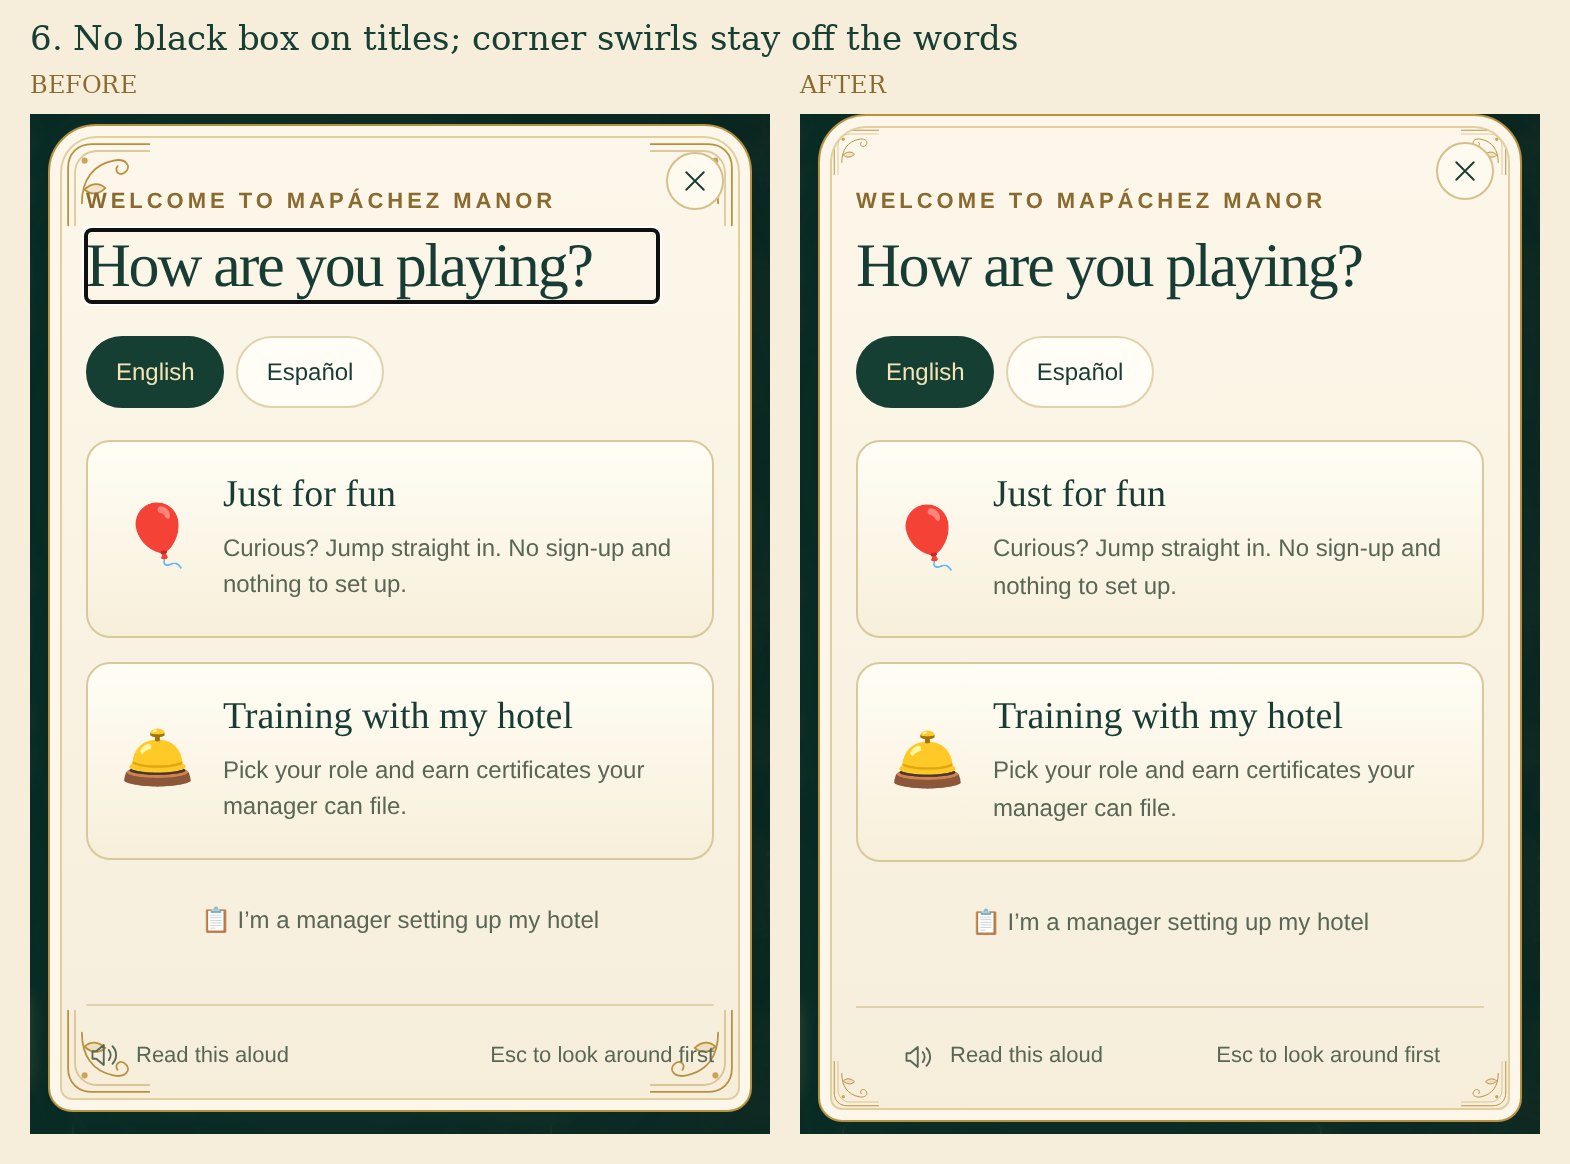 6. No black box on titles; corner swirls stay off the words
BEFORE
WELCOME TO MAPÁCHEZ MANOR
How are you playing?
English
Español
Just for fun
Curious? Jump straight in. No sign-up and
nothing to set up.
Training with my hotel
Pick your role and earn certificates your
manager can file.
I’m a manager setting up my hotel
Read this aloud
Esc to look around first
AFTER
WELCOME TO MAPÁCHEZ MANOR
How are you playing?
English
Español
Just for fun
Curious? Jump straight in. No sign-up and
nothing to set up.
Training with my hotel
Pick your role and earn certificates your
manager can file.
I’m a manager setting up my hotel
Read this aloud
Esc to look around first